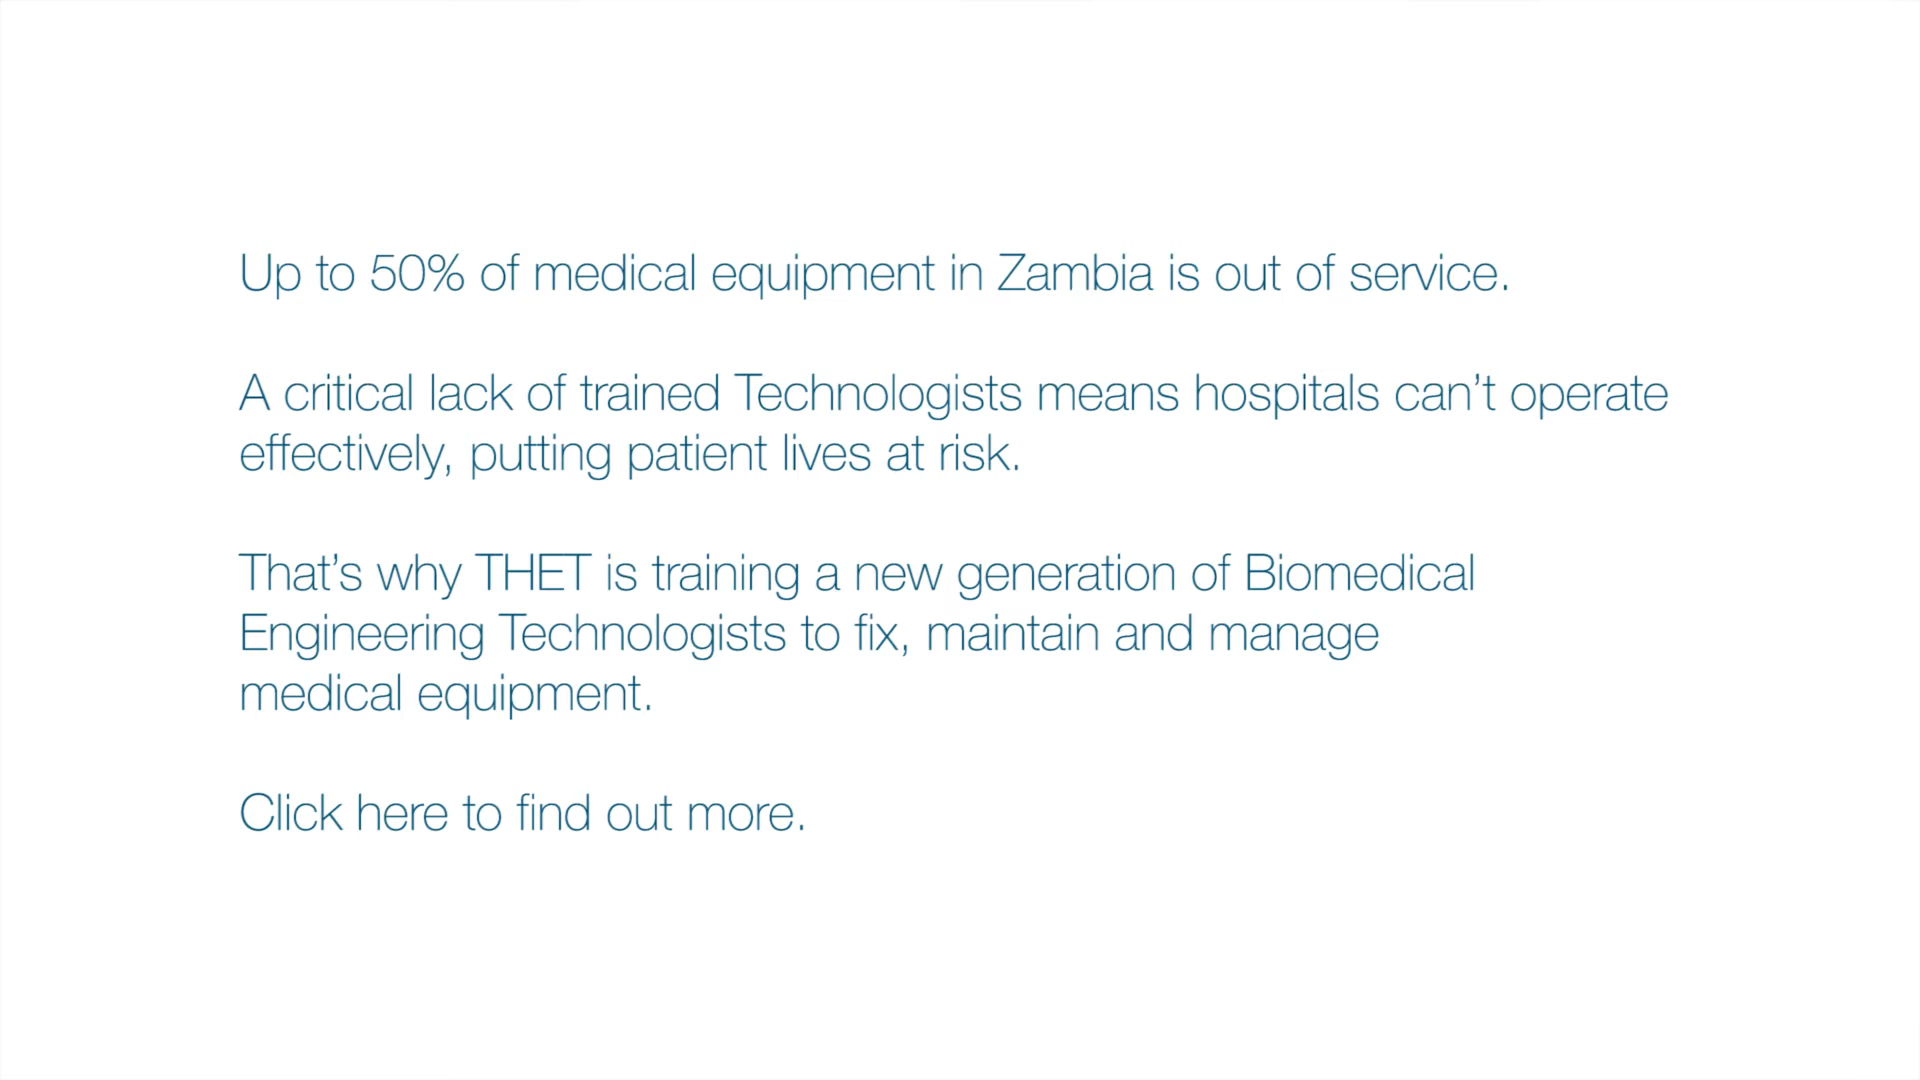 Up to 50% of medical equipment in Zambia is out of service.
A critical lack of trained Technologists means hospitals can’t operate
effectively, putting patient lives at risk.
That’s why THET is training a new generation of Biomedical
Engineering Technologists to fix, maintain and manage
medical equipment.
Click here to find out more.